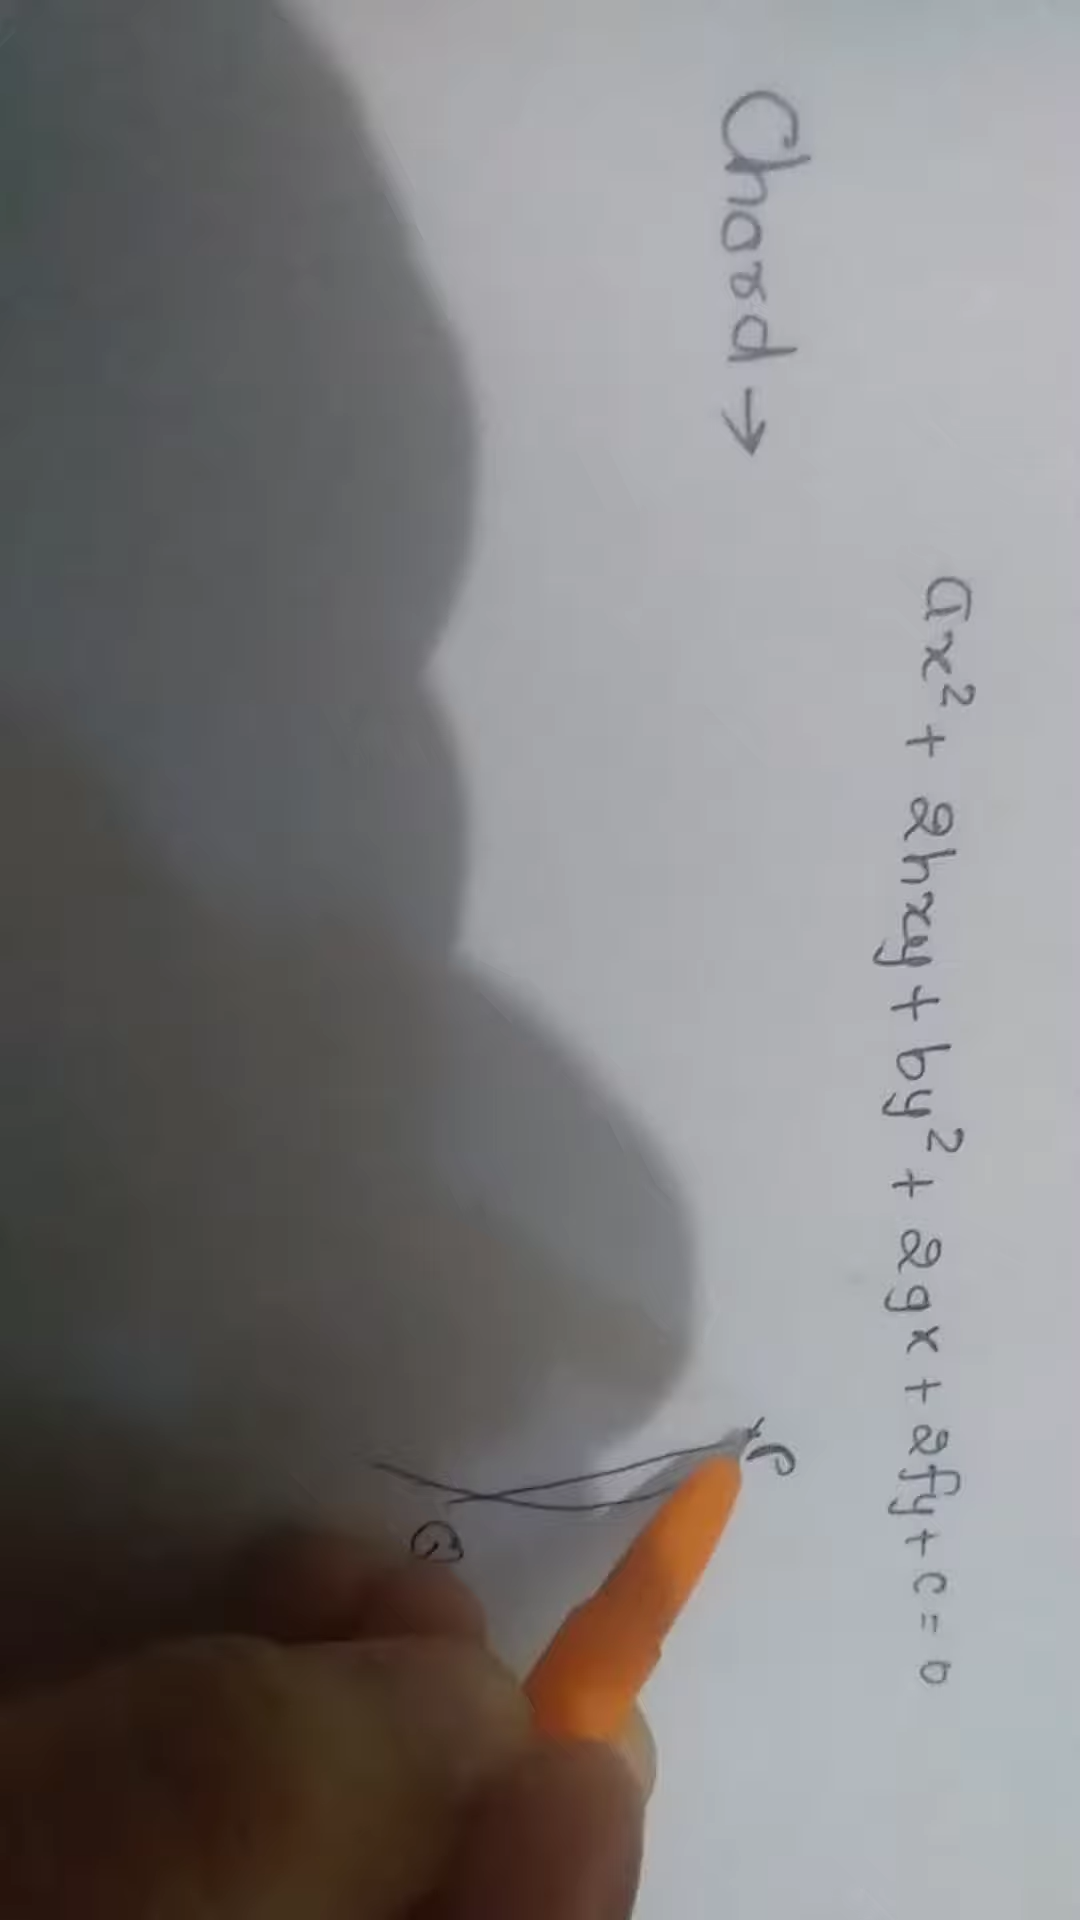 ax² + 2hxy + by² + 2gx + 2fy + c = 0
Chord →
P
Q